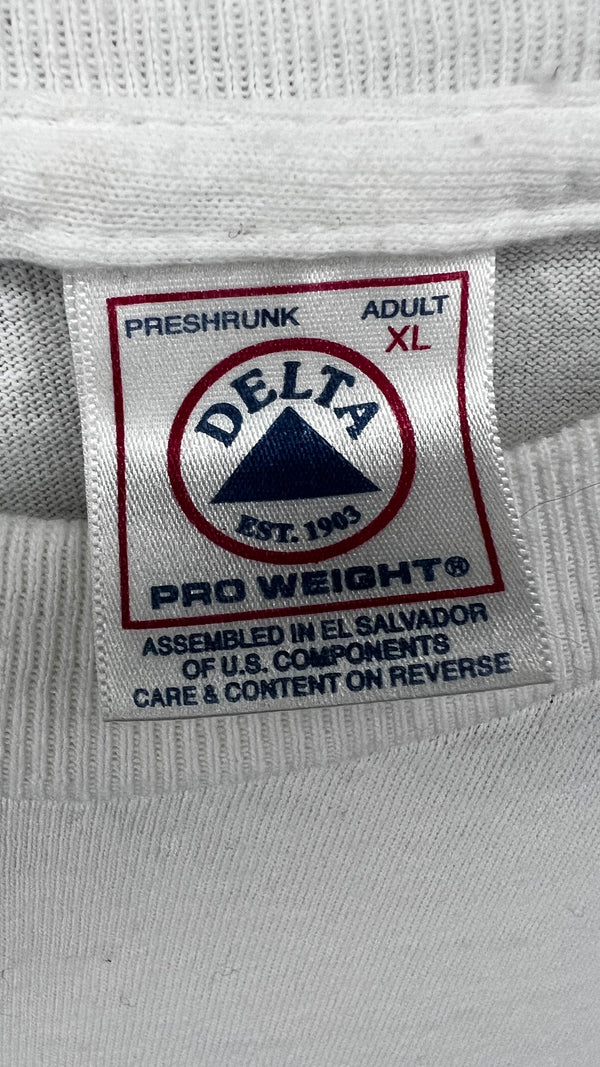 PRESHRUNK ADULT
XL
DELTA
EST. 1903
PRO WEIGHT®
ASSEMBLED IN EL SALVADOR
OF U.S. COMPONENTS
CARE & CONTENT ON REVERSE